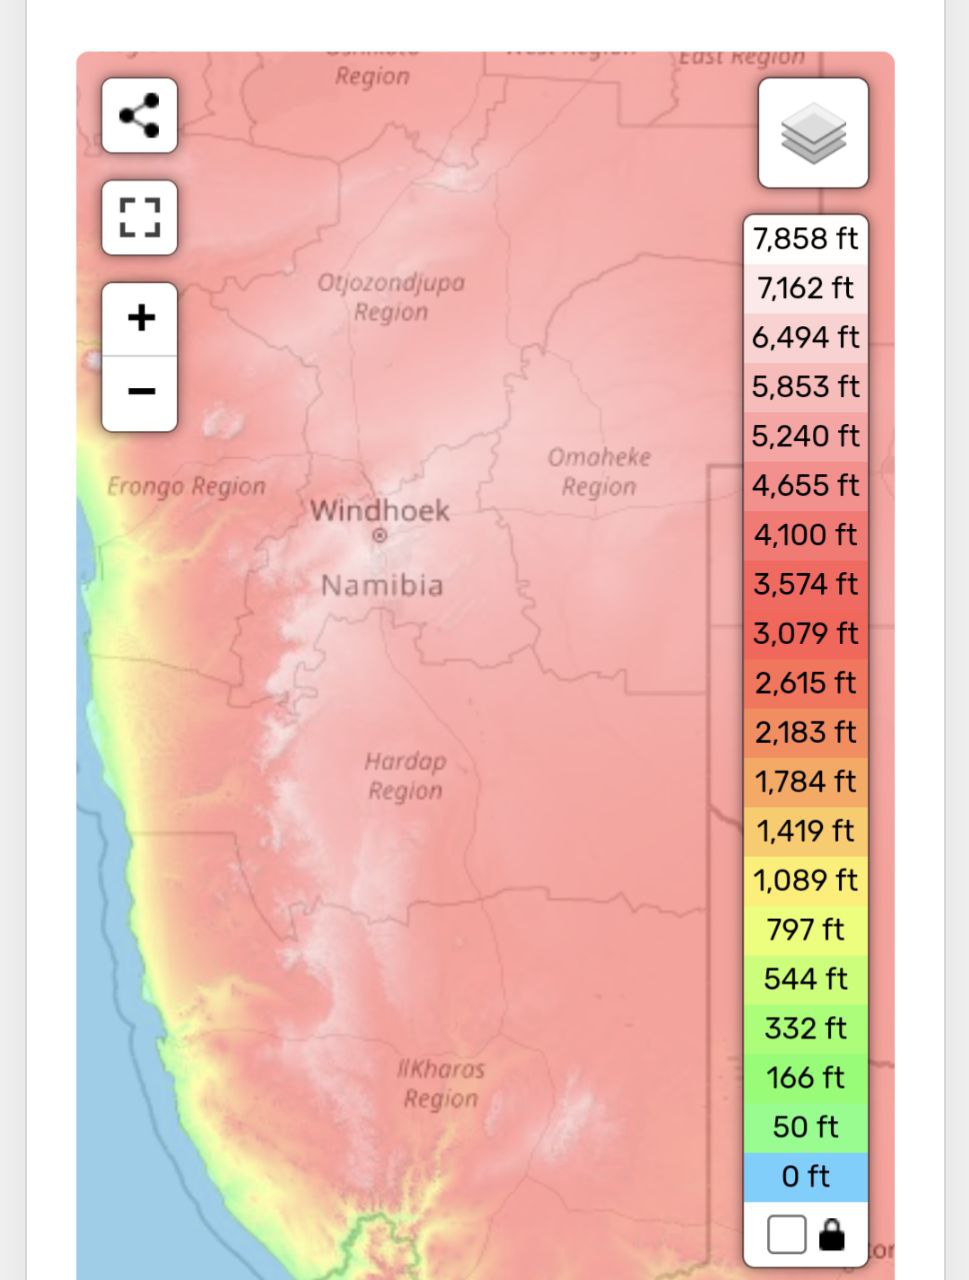 Oshikoto
Region
West Region
East Region
Otjozondjupa
Region
Erongo Region
Omaheke
Region
Windhoek
Namibia
Hardap
Region
ǁKharas
Region
+
−
7,858 ft
7,162 ft
6,494 ft
5,853 ft
5,240 ft
4,655 ft
4,100 ft
3,574 ft
3,079 ft
2,615 ft
2,183 ft
1,784 ft
1,419 ft
1,089 ft
797 ft
544 ft
332 ft
166 ft
50 ft
0 ft